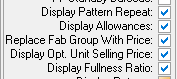 Display Pattern Repeat:
Display Allowances:
Replace Fab Group With Price:
Display Opt. Unit Selling Price:
Display Fullness Ratio: